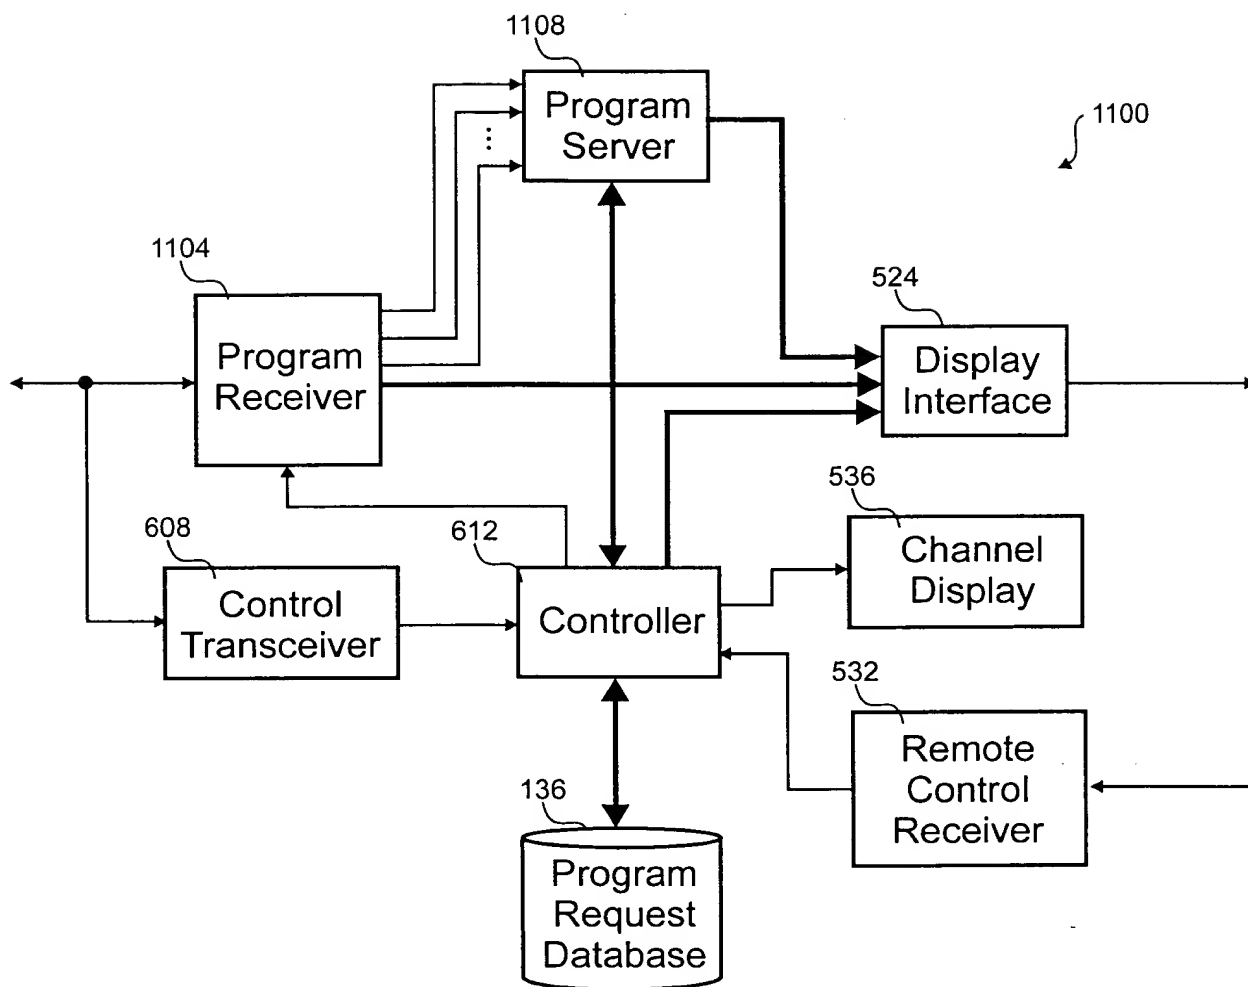 1108
Program
Server
1100
1104
Program
Receiver
524
Display
Interface
536
Channel
Display
608
Control
Transceiver
612
Controller
532
Remote
Control
Receiver
136
Program
Request
Database